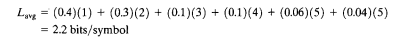 L_avg = (0.4)(1) + (0.3)(2) + (0.1)(3) + (0.1)(4) + (0.06)(5) + (0.04)(5)
= 2.2 bits/symbol